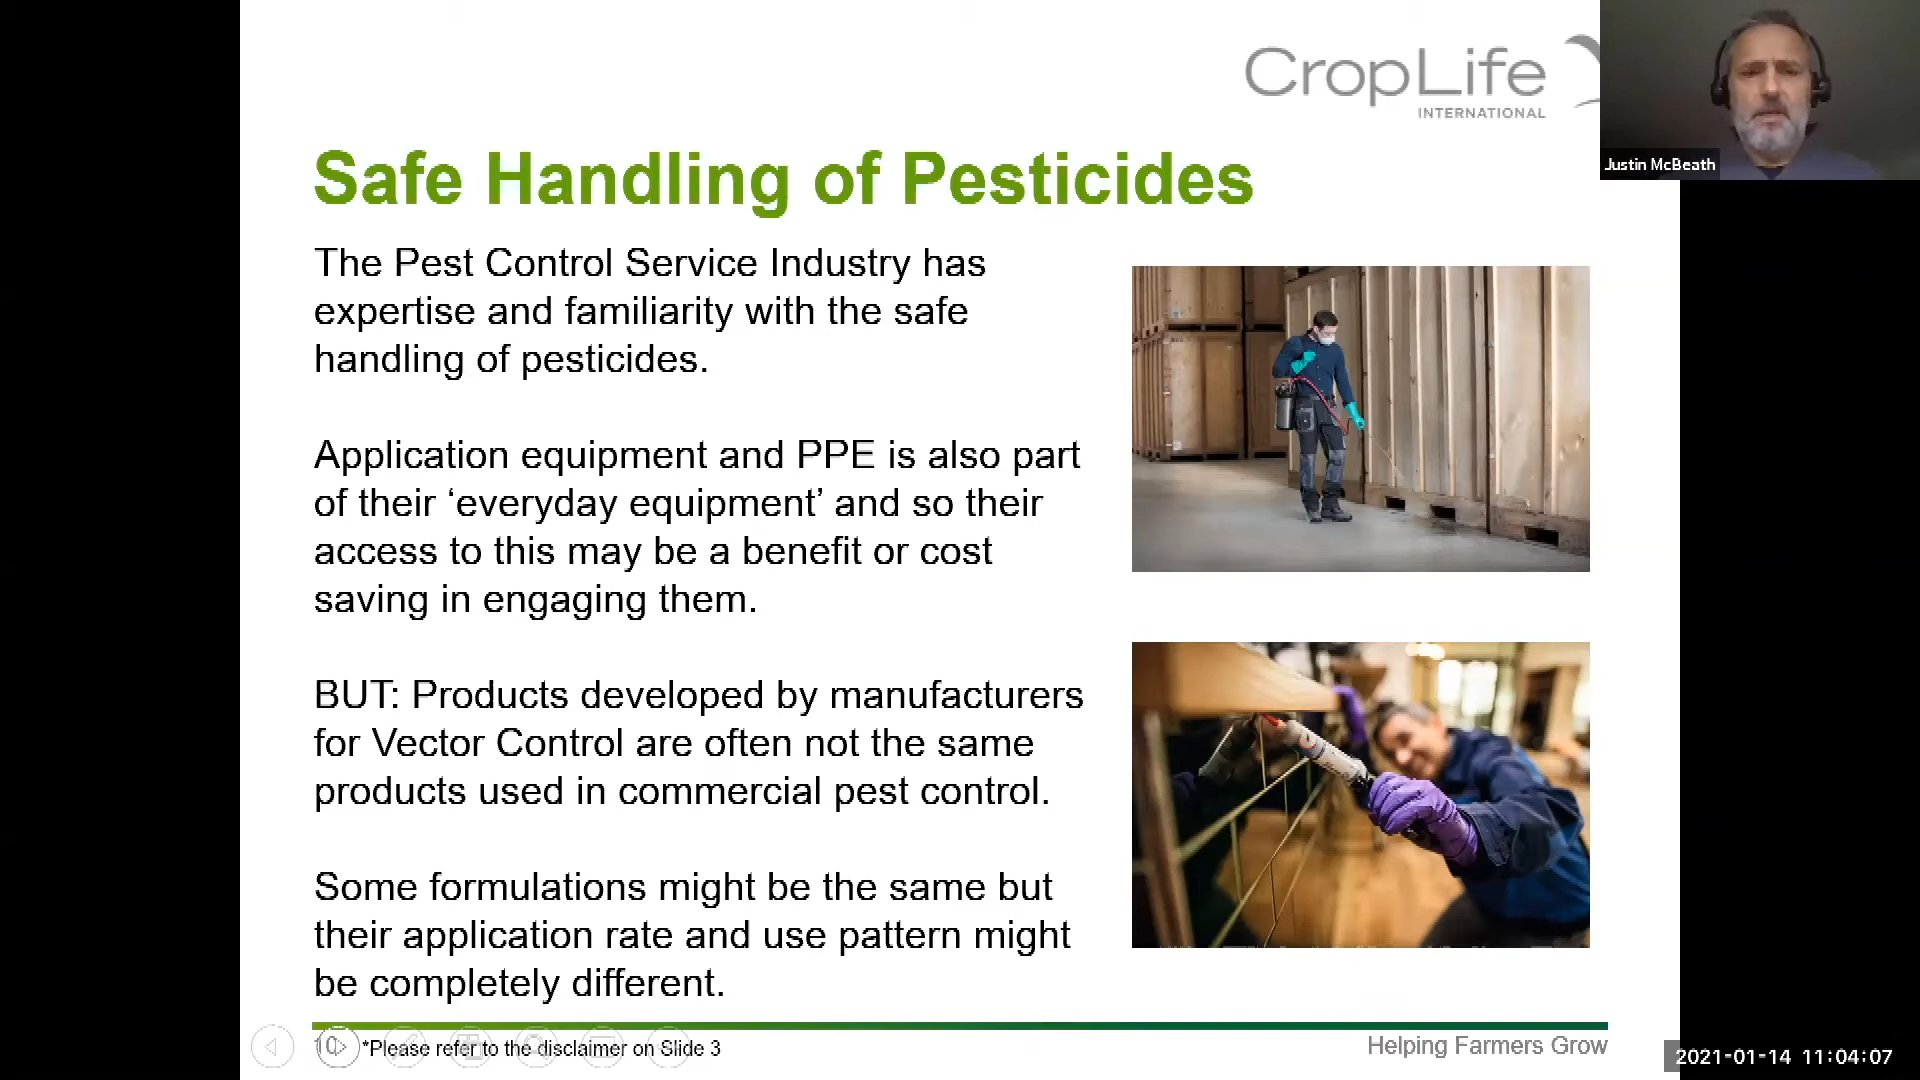 CropLife
INTERNATIONAL
Justin McBeath
Safe Handling of Pesticides
The Pest Control Service Industry has
expertise and familiarity with the safe
handling of pesticides.
Application equipment and PPE is also part
of their ‘everyday equipment’ and so their
access to this may be a benefit or cost
saving in engaging them.
BUT: Products developed by manufacturers
for Vector Control are often not the same
products used in commercial pest control.
Some formulations might be the same but
their application rate and use pattern might
be completely different.
10
*Please refer to the disclaimer on Slide 3
Helping Farmers Grow
2021-01-14 11:04:07